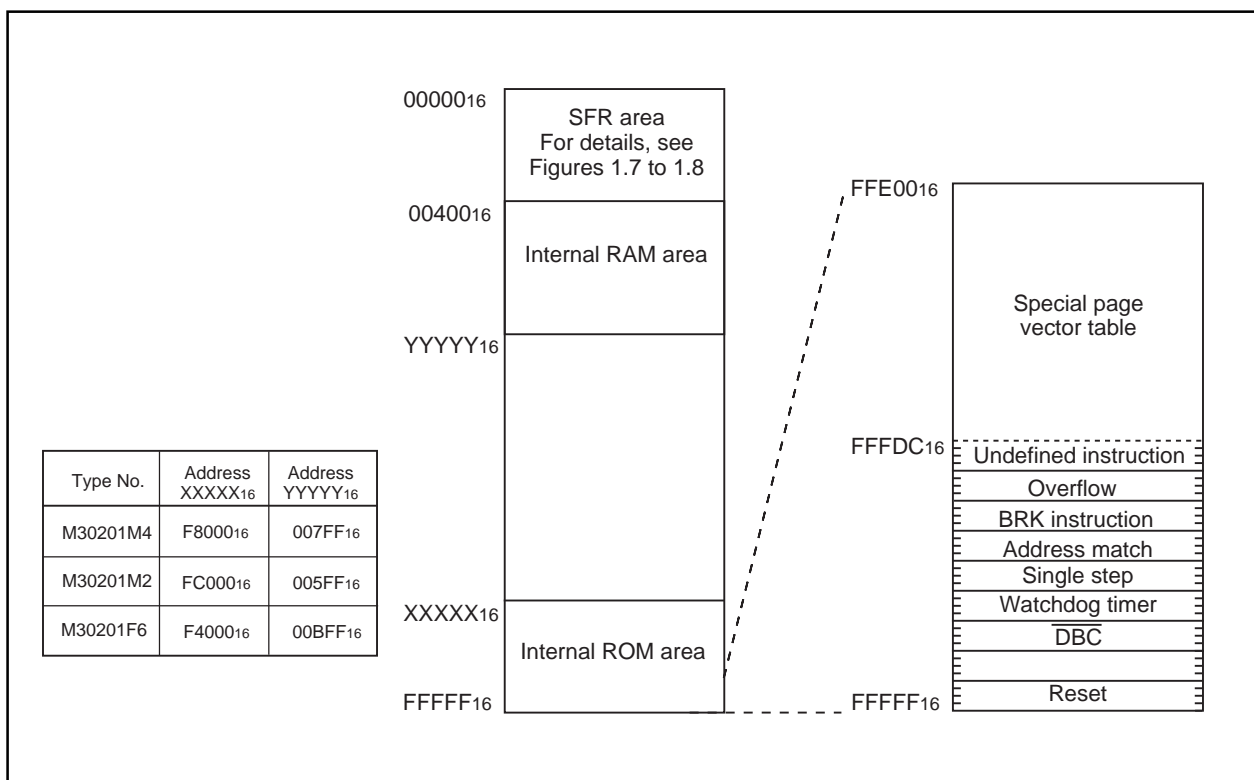 0000016
SFR area
For details, see
Figures 1.7 to 1.8
0040016
Internal RAM area
YYYYY16
XXXXX16
Internal ROM area
FFFFF16
FFE0016
Special page
vector table
FFFDC16
Undefined instruction
Overflow
BRK instruction
Address match
Single step
Watchdog timer
DBC
Reset
FFFFF16
Type No. Address XXXXX16 Address YYYYY16
M30201M4 F800016 007FF16
M30201M2 FC00016 005FF16
M30201F6 F400016 00BFF16